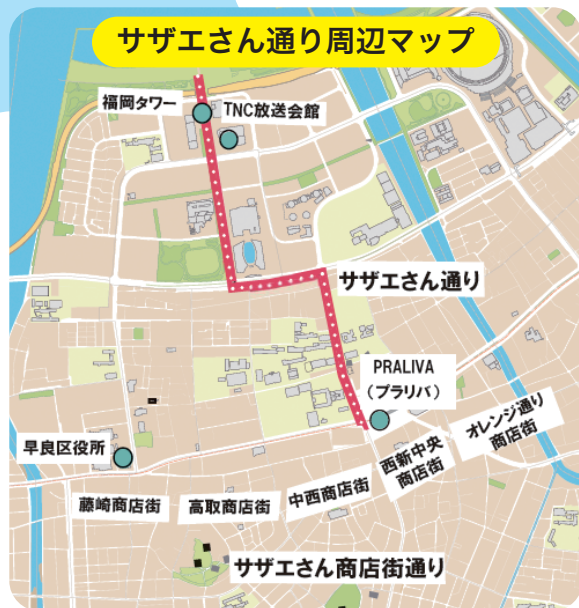 サザエさん通り周辺マップ
福岡タワー
TNC放送会館
サザエさん通り
PRALIVA
（プラリバ）
オレンジ通り
商店街
西新中央
商店街
早良区役所
中西商店街
藤崎商店街
高取商店街
サザエさん商店街通り